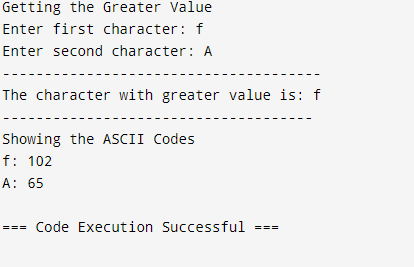 Getting the Greater Value
Enter first character: f
Enter second character: A
--------------------------------------
The character with greater value is: f
-------------------------------------
Showing the ASCII Codes
f: 102
A: 65
=== Code Execution Successful ===